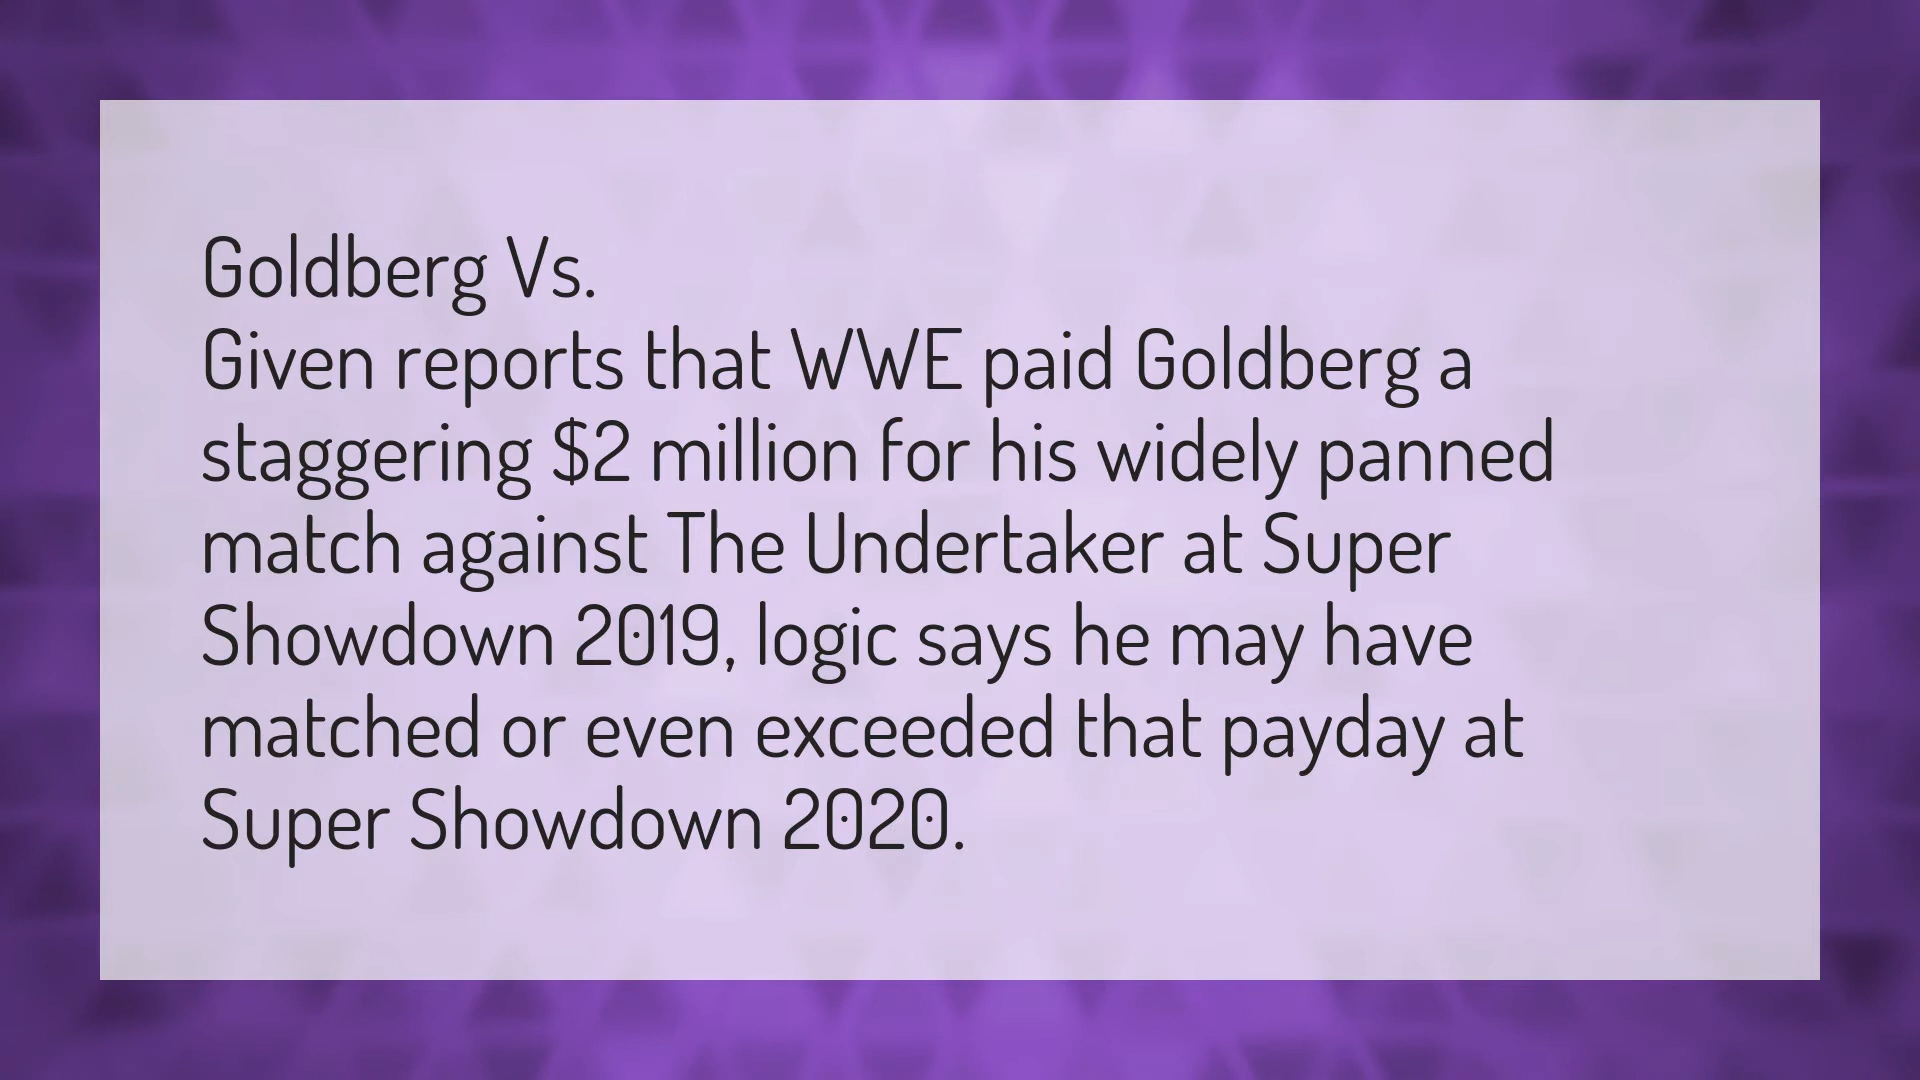 Goldberg Vs.
Given reports that WWE paid Goldberg a
staggering $2 million for his widely panned
match against The Undertaker at Super
Showdown 2019, logic says he may have
matched or even exceeded that payday at
Super Showdown 2020.